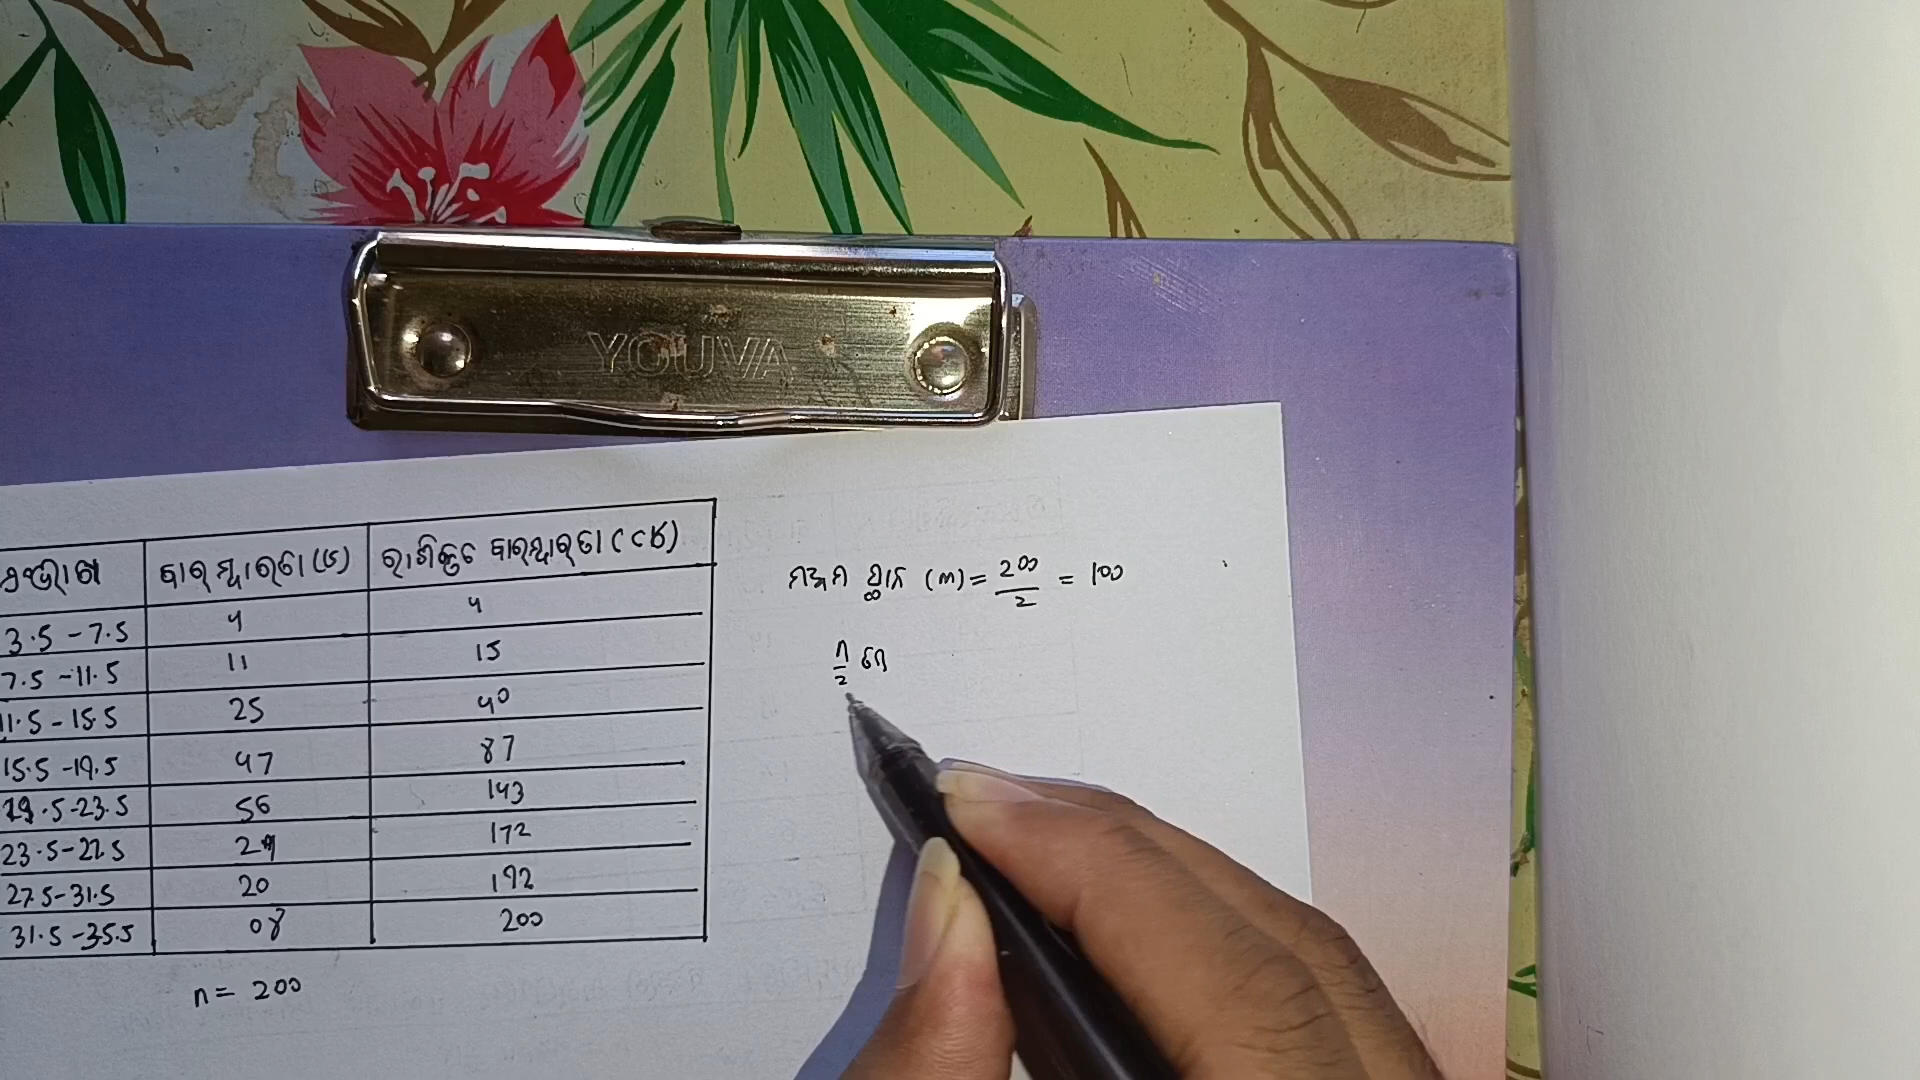 YOUVA
ସଂଭାଗ ବାରମ୍ବାରତା (f) ରାଶିକୃତ ବାରମ୍ବାରତା (cf)
3.5 - 7.5 4 4
7.5 - 11.5 11 15
11.5 - 15.5 25 40
15.5 - 19.5 47 87
19.5 - 23.5 56 143
23.5 - 27.5 29 172
27.5 - 31.5 20 192
31.5 - 35.5 08 200
n = 200
ମଧ୍ୟମ ସ୍ଥାନ (m) = 200/2 = 100
n/2